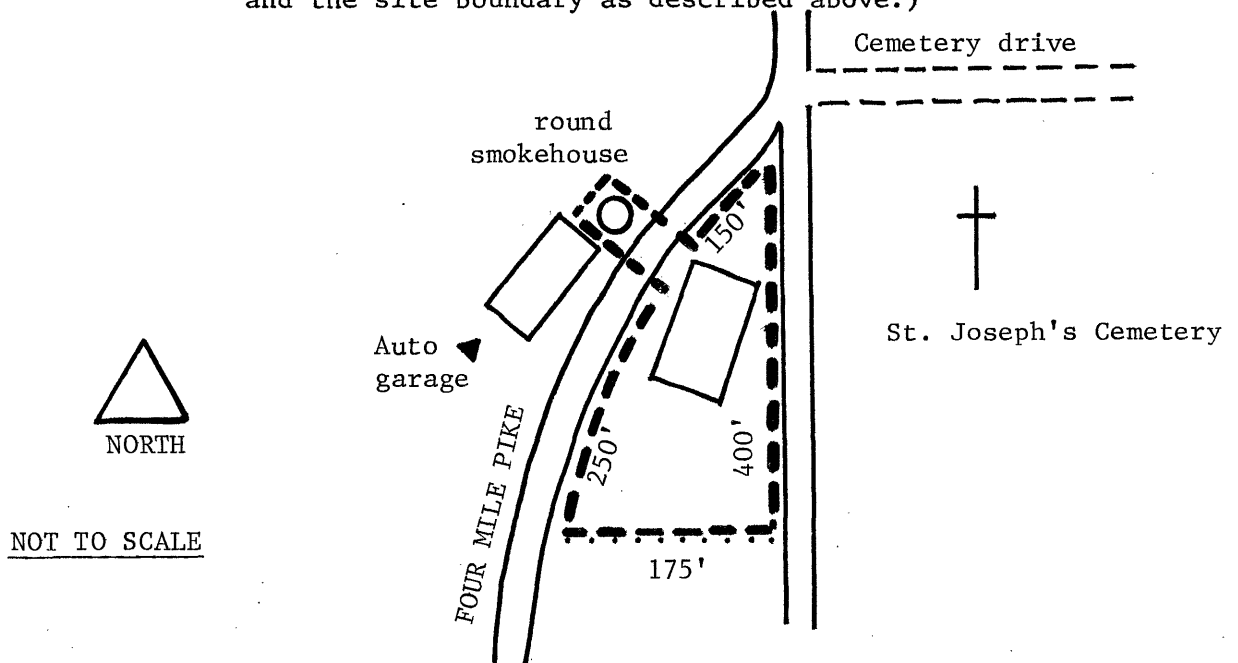 and the site boundary as described above.)
Cemetery drive
round
smokehouse
150'
St. Joseph's Cemetery
Auto
garage
NORTH
FOUR MILE PIKE
250'
400'
NOT TO SCALE
175'